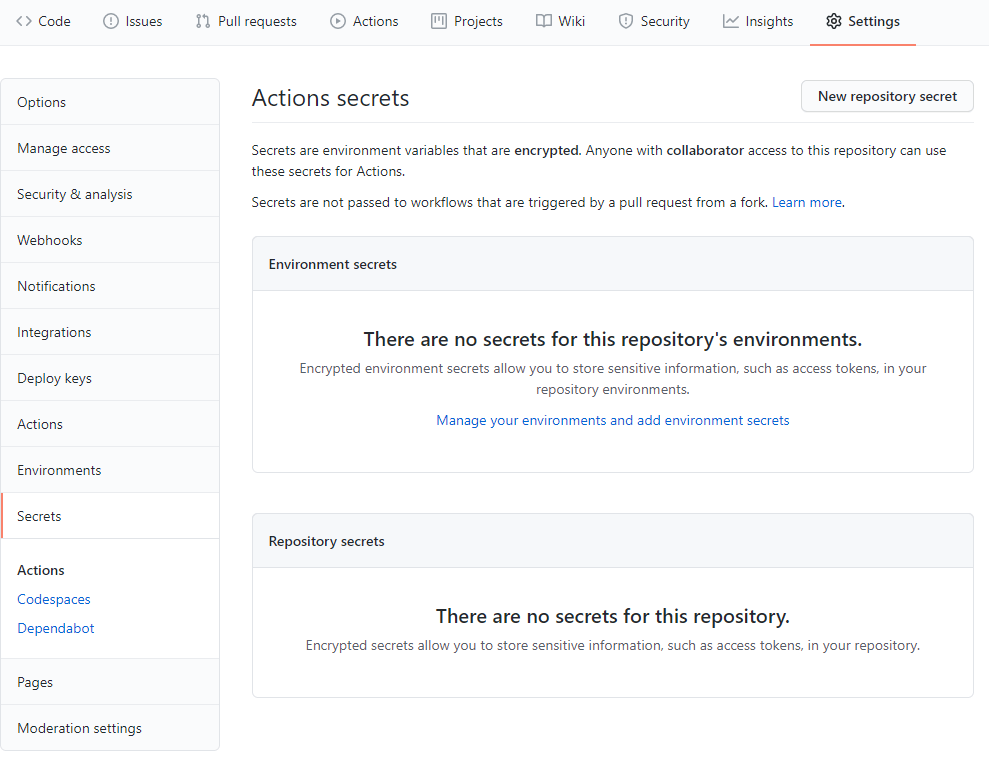 Code Issues Pull requests Actions Projects Wiki Security Insights Settings
Options
Manage access
Security & analysis
Webhooks
Notifications
Integrations
Deploy keys
Actions
Environments
Secrets
Actions
Codespaces
Dependabot
Pages
Moderation settings
Actions secrets
New repository secret
Secrets are environment variables that are encrypted. Anyone with collaborator access to this repository can use
these secrets for Actions.
Secrets are not passed to workflows that are triggered by a pull request from a fork. Learn more.
Environment secrets
There are no secrets for this repository's environments.
Encrypted environment secrets allow you to store sensitive information, such as access tokens, in your
repository environments.
Manage your environments and add environment secrets
Repository secrets
There are no secrets for this repository.
Encrypted secrets allow you to store sensitive information, such as access tokens, in your repository.